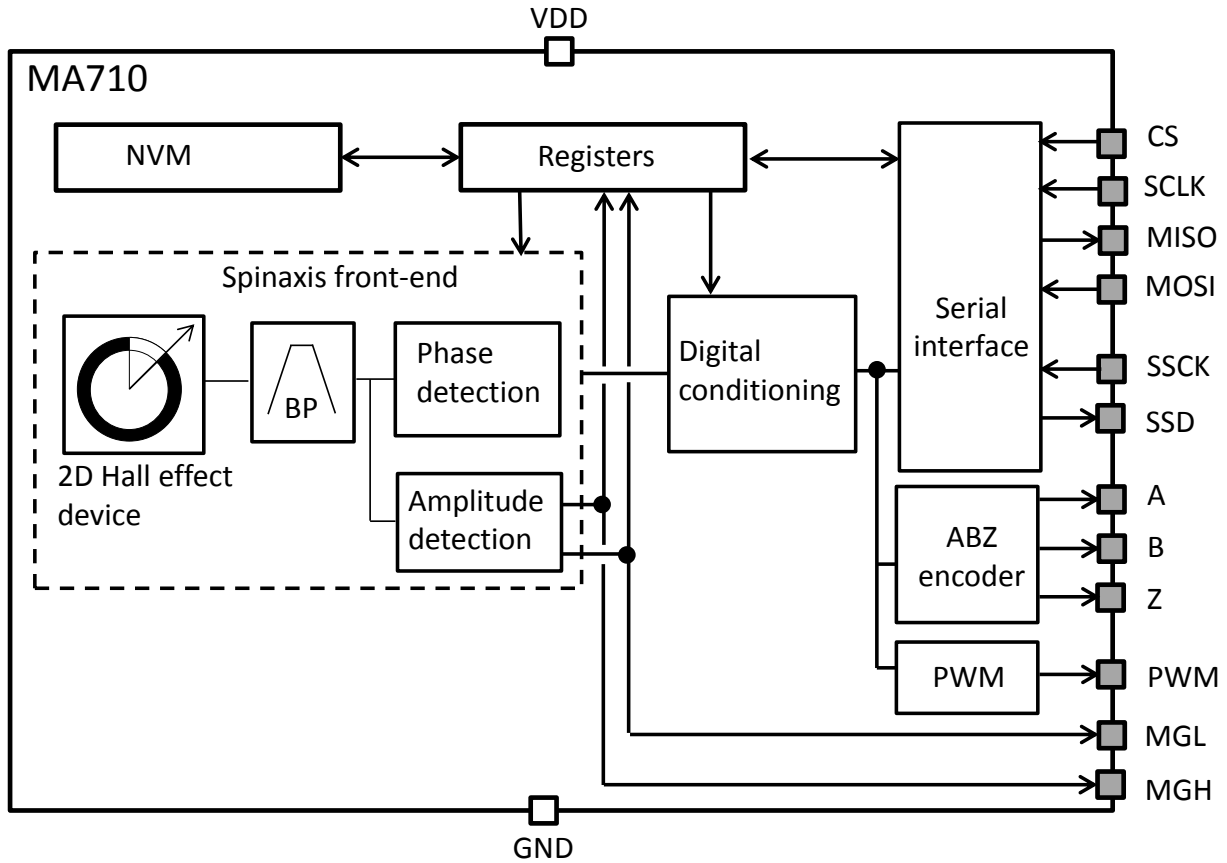 VDD
MA710
NVM
Registers
Spinaxis front-end
BP
Phase
detection
2D Hall effect
device
Amplitude
detection
Digital
conditioning
Serial
interface
ABZ
encoder
PWM
CS
SCLK
MISO
MOSI
SSCK
SSD
A
B
Z
PWM
MGL
MGH
GND